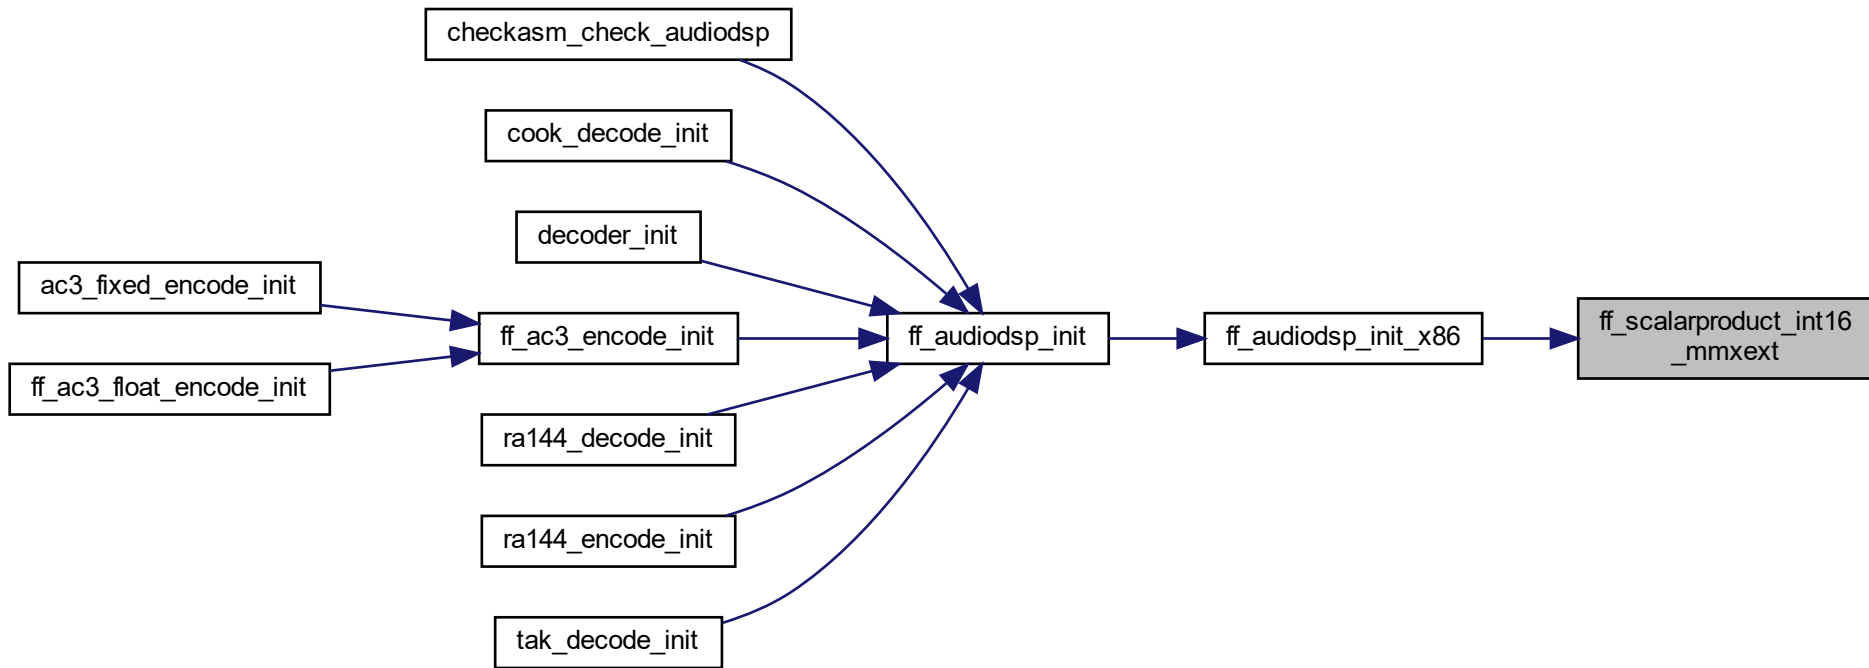 checkasm_check_audiodsp
cook_decode_init
decoder_init
ac3_fixed_encode_init
ff_ac3_encode_init
ff_audiodsp_init
ff_audiodsp_init_x86
ff_scalarproduct_int16
_mmxext
ff_ac3_float_encode_init
ra144_decode_init
ra144_encode_init
tak_decode_init